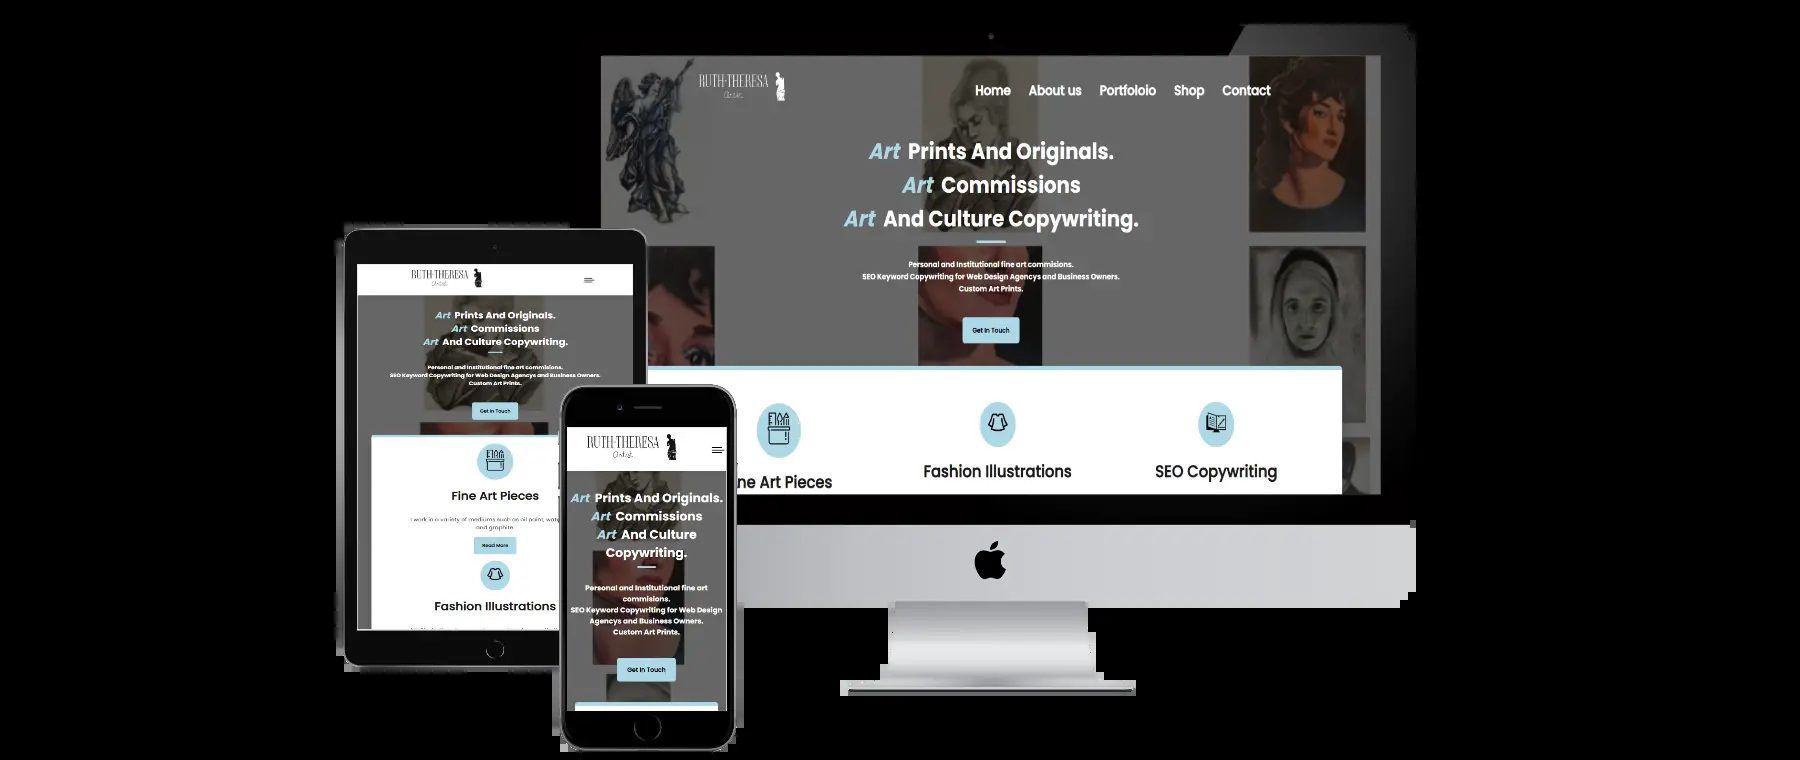 RUTH-THERESA
Artist
Home About us Portfoloio Shop Contact
Art Prints And Originals.
Art Commissions
Art And Culture Copywriting.
Personal and Institutional fine art commisions.
SEO Keyword Copywriting for Web Design Agencys and Business Owners.
Custom Art Prints.
Get In Touch
ne Art Pieces
Fashion Illustrations
SEO Copywriting
RUTH-THERESA
Artist
Art Prints And Originals.
Art Commissions
Art And Culture Copywriting.
Personal and Institutional fine art commisions.
SEO Keyword Copywriting for Web Design Agencys and Business Owners.
Custom Art Prints.
Get In Touch
Fine Art Pieces
I work in a variety of mediums such as oil paint,
and graphite.
Read More
Fashion Illustrations
RUTH-THERESA
Artist
Art Prints And Originals.
Art Commissions
Art And Culture
Copywriting.
Personal and Institutional fine art
commisions.
SEO Keyword Copywriting for Web Design
Agencys and Business Owners.
Custom Art Prints.
Get In Touch